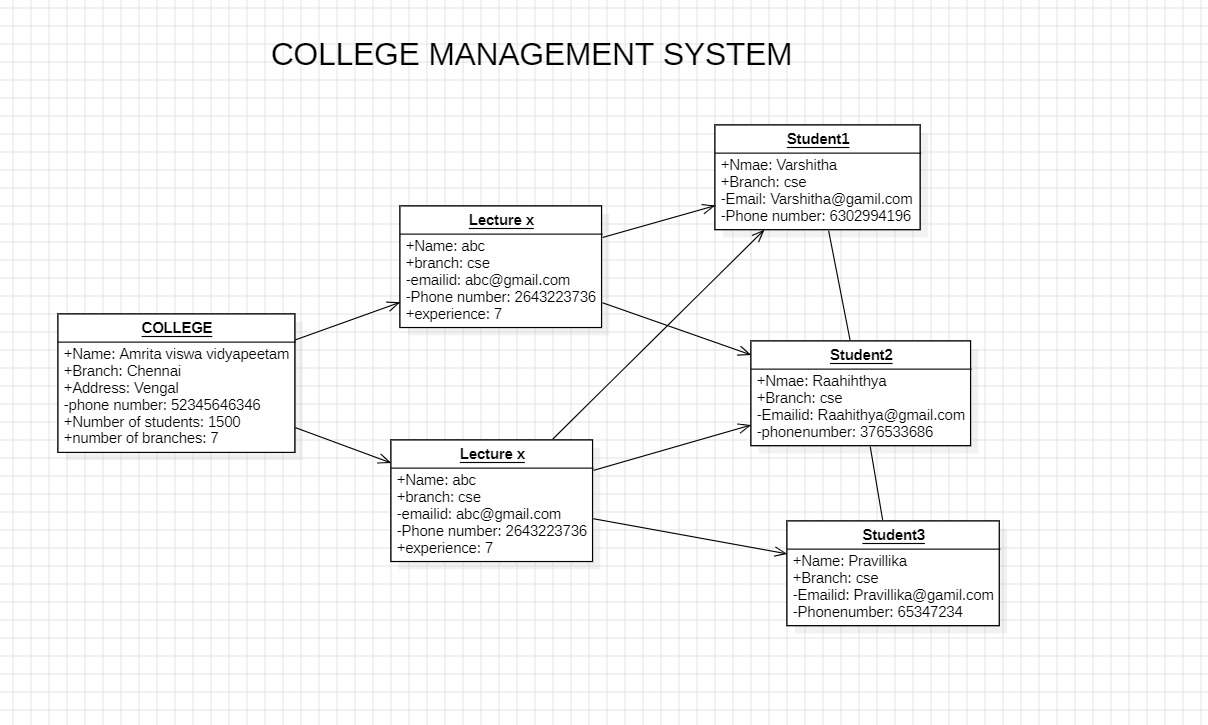 COLLEGE MANAGEMENT SYSTEM
Student1
+Nmae: Varshitha
+Branch: cse
-Email: Varshitha@gamil.com
-Phone number: 6302994196
Lecture x
+Name: abc
+branch: cse
-emailid: abc@gmail.com
-Phone number: 2643223736
+experience: 7
COLLEGE
+Name: Amrita viswa vidyapeetam
+Branch: Chennai
+Address: Vengal
-phone number: 52345646346
+Number of students: 1500
+number of branches: 7
Student2
+Nmae: Raahihthya
+Branch: cse
-Emailid: Raahithya@gmail.com
-phonenumber: 376533686
Lecture x
+Name: abc
+branch: cse
-emailid: abc@gmail.com
-Phone number: 2643223736
+experience: 7
Student3
+Name: Pravillika
+Branch: cse
-Emailid: Pravillika@gamil.com
-Phonenumber: 65347234